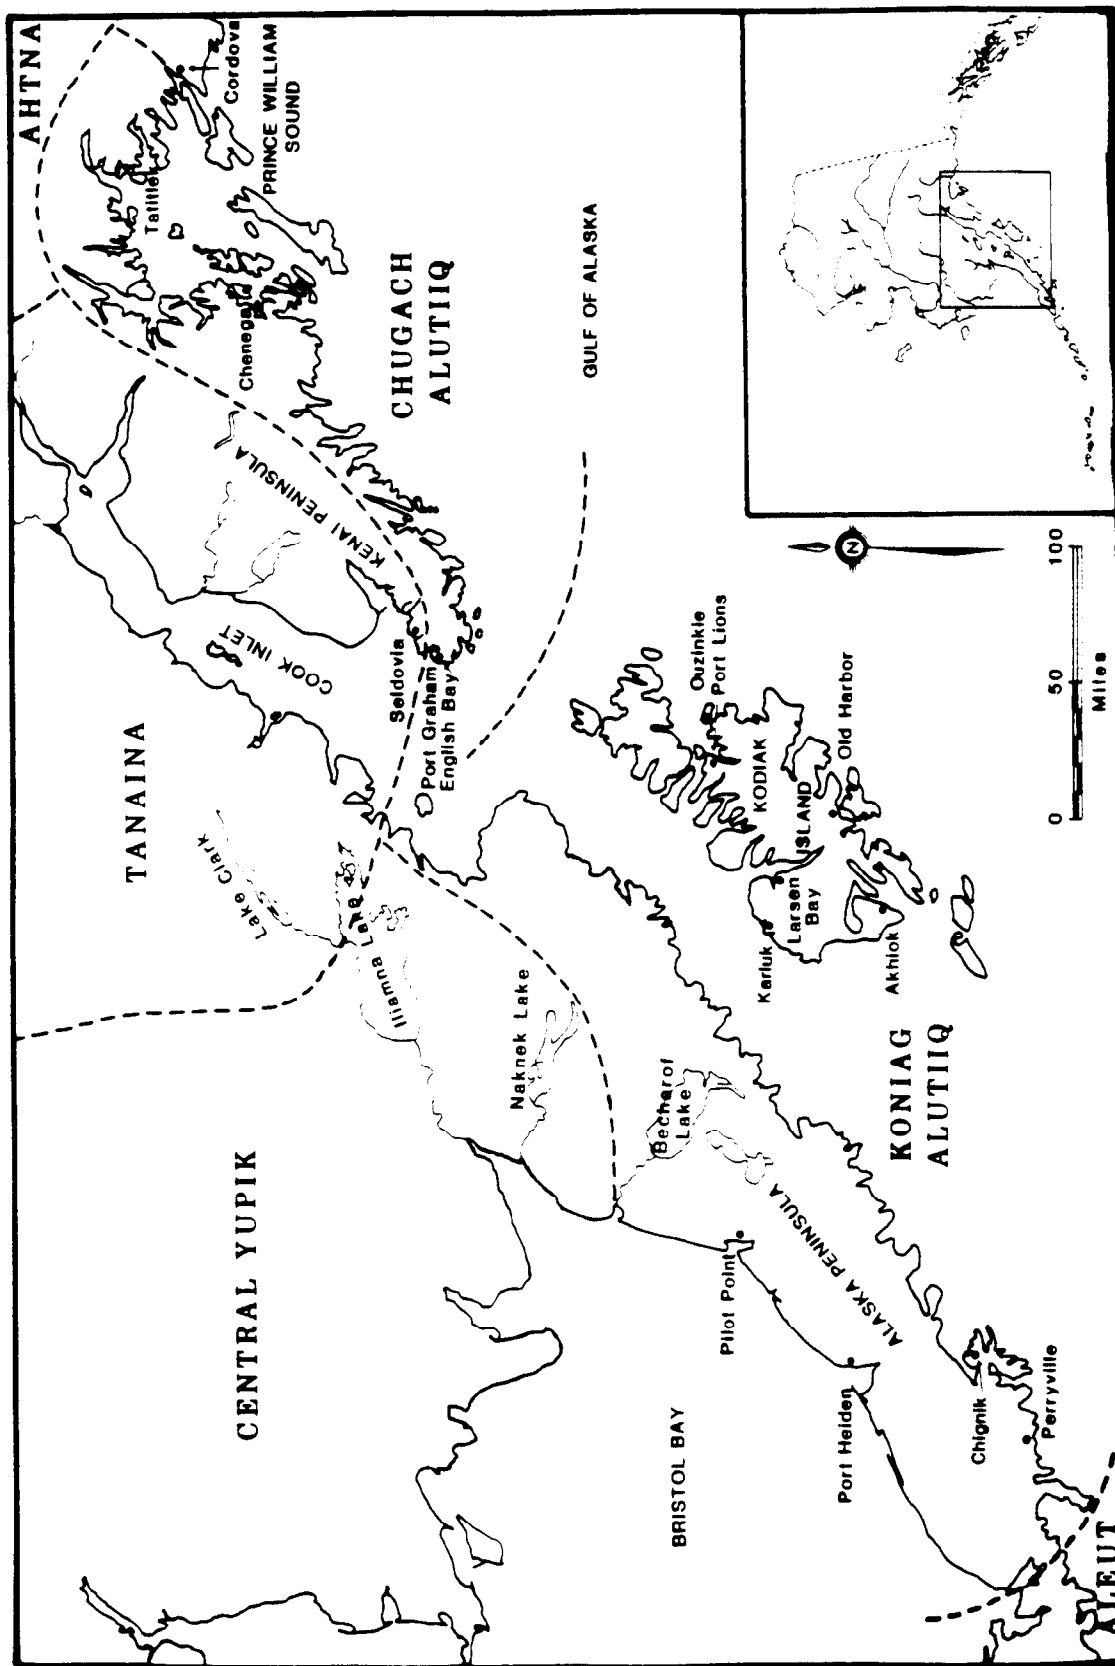 AHTNA
Cordova
PRINCE WILLIAM
SOUND
Tatitlek
Chenega
CHUGACH
ALUTIIQ
GULF OF ALASKA
KENAI PENINSULA
COOK INLET
TANAINA
Seldovia
Port Graham
English Bay
Lake Clark
Iliamna Lake
Naknek Lake
CENTRAL YUPIK
Becharof
Lake
Ouzinkie
Port Lions
KODIAK
ISLAND
Old Harbor
Larsen
Bay
Karluk
Akhiok
KONIAG
ALUTIIQ
ALASKA PENINSULA
Pilot Point
BRISTOL BAY
Port Heiden
Chignik
Perryville
ALEUT
N
0 50 100
Miles